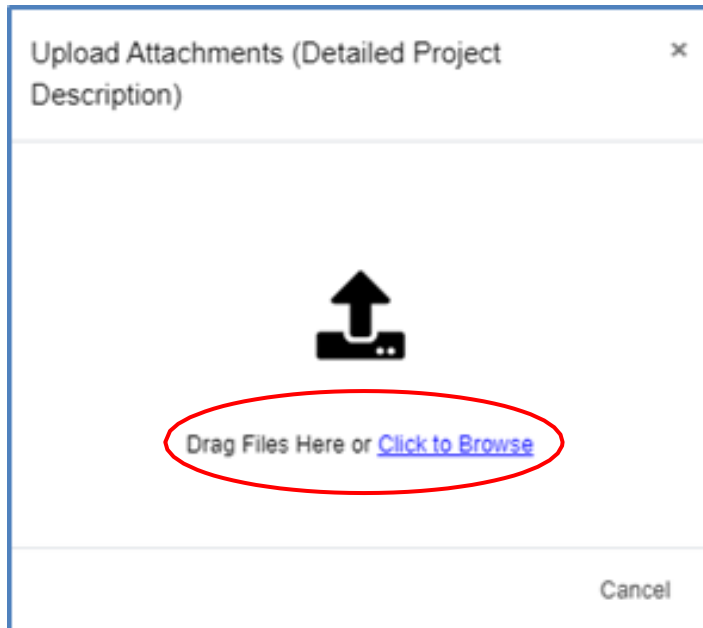 Upload Attachments (Detailed Project
Description)
×
Drag Files Here or Click to Browse
Cancel